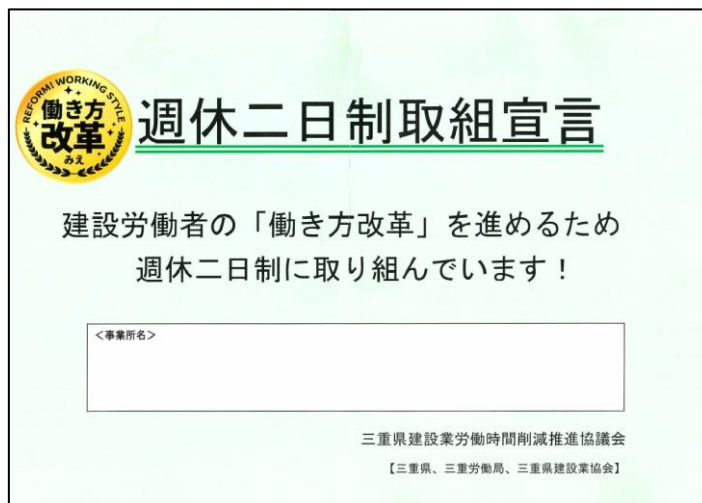 REFORM! WORKING STYLE
働き方
改革
みえ
週休二日制取組宣言
建設労働者の「働き方改革」を進めるため
週休二日制に取り組んでいます！
＜事業所名＞
三重県建設業労働時間削減推進協議会
【三重県、三重労働局、三重県建設業協会】